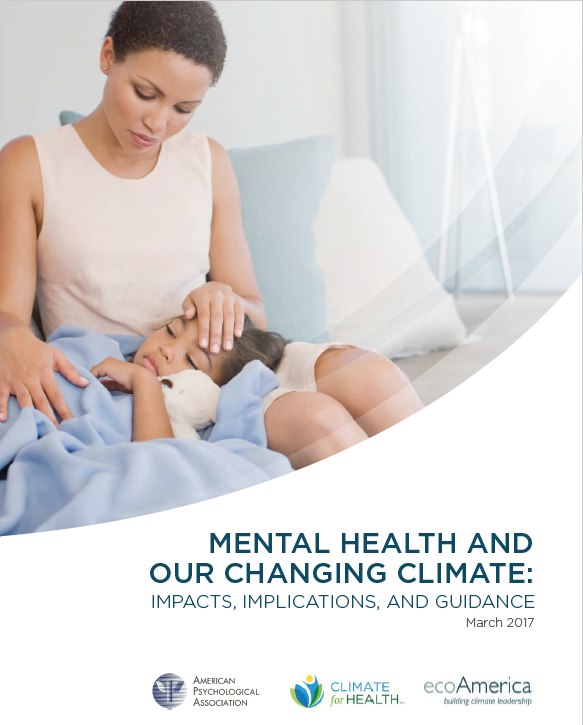 MENTAL HEALTH AND
OUR CHANGING CLIMATE:
IMPACTS, IMPLICATIONS, AND GUIDANCE
March 2017
AMERICAN
PSYCHOLOGICAL
ASSOCIATION
CLIMATE
for HEALTH
ecoAmerica
building climate leadership